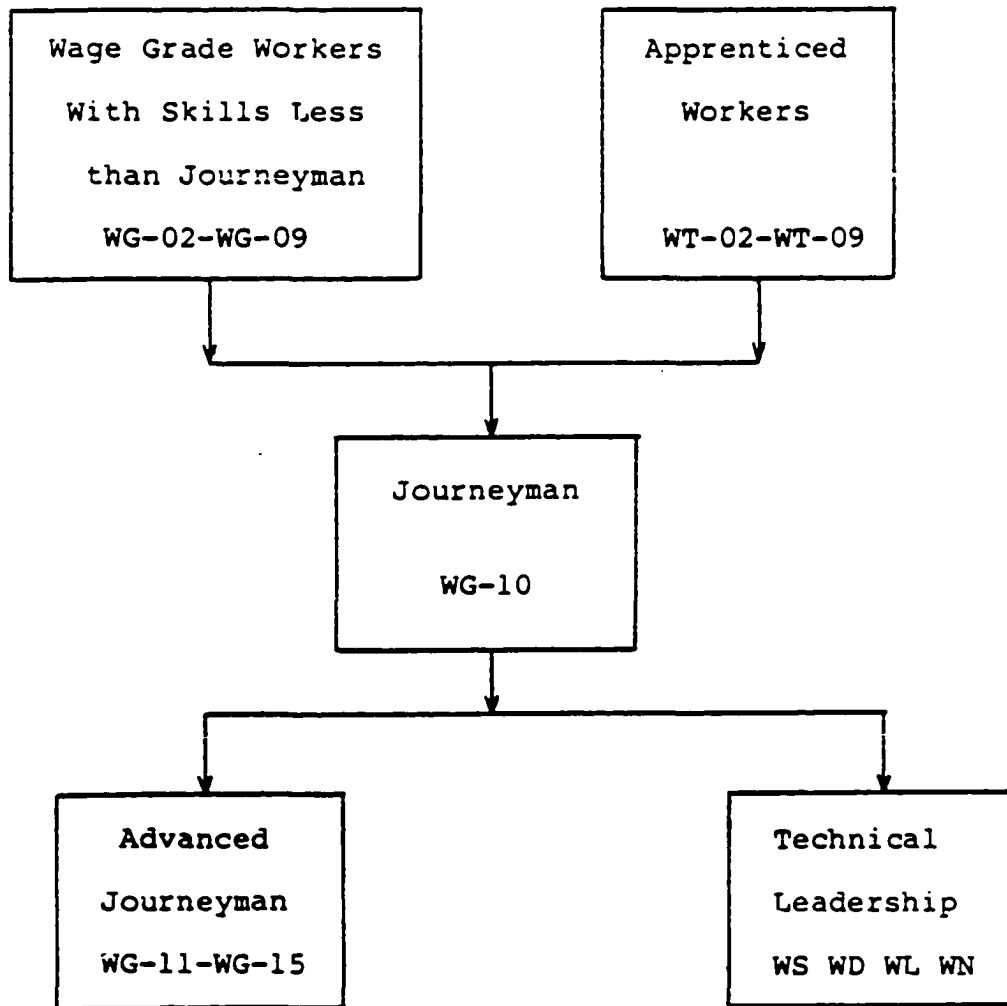 Wage Grade Workers
With Skills Less
than Journeyman
WG-02-WG-09
Apprenticed
Workers
WT-02-WT-09
Journeyman
WG-10
Advanced
Journeyman
WG-11-WG-15
Technical
Leadership
WS WD WL WN